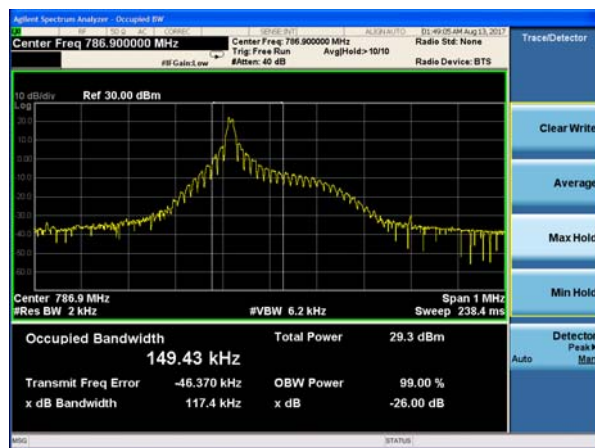 Agilent Spectrum Analyzer - Occupied BW
RF 50 Ω AC CORREC SENSE:INT ALIGN AUTO 01:49:05 AM Aug 13, 2017
Center Freq 786.900000 MHz
Center Freq: 786.900000 MHz
Radio Std: None
Trig: Free Run Avg|Hold:> 10/10
#IFGain:Low #Atten: 40 dB Radio Device: BTS
Trace/Detector
10 dB/div Ref 30.00 dBm
Log
20.0
10.0
0.00
10.0
20.0
30.0
40.0
50.0
60.0
Clear Write
Average
Max Hold
Min Hold
Center 786.9 MHz Span 1 MHz
#Res BW 2 kHz #VBW 6.2 kHz Sweep 238.4 ms
Occupied Bandwidth Total Power 29.3 dBm
149.43 kHz
Transmit Freq Error -46.370 kHz OBW Power 99.00 %
x dB Bandwidth 117.4 kHz x dB -26.00 dB
Detector
Peak
Auto Man
MSG STATUS